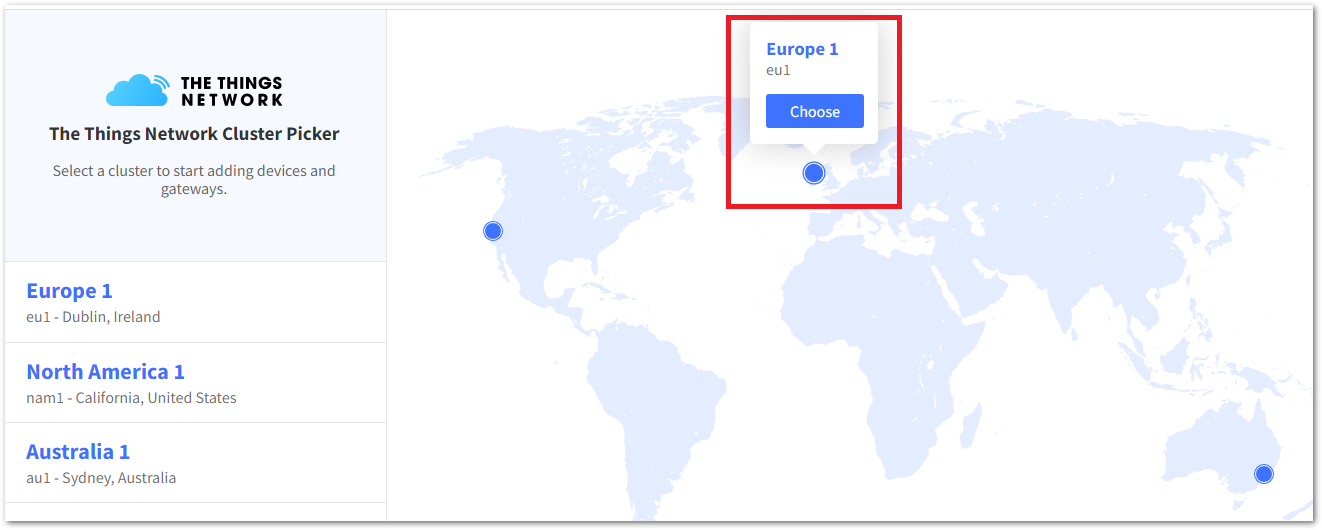 THE THINGS
NETWORK
The Things Network Cluster Picker
Select a cluster to start adding devices and
gateways.
Europe 1
eu1 - Dublin, Ireland
North America 1
nam1 - California, United States
Australia 1
au1 - Sydney, Australia
Europe 1
eu1
Choose